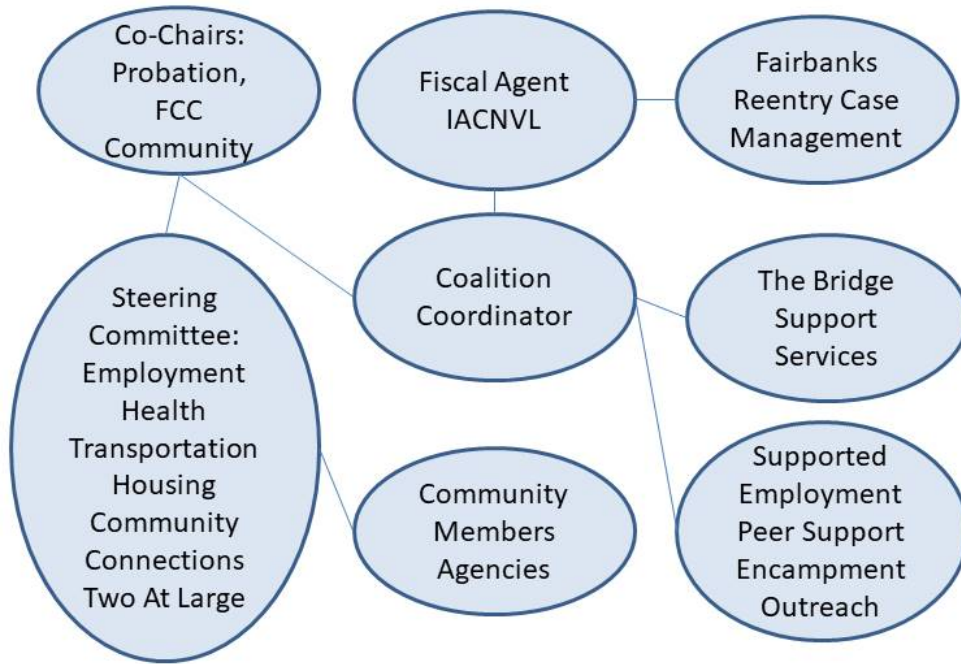 Co-Chairs:
Probation,
FCC
Community
Fiscal Agent
IACNVL
Fairbanks
Reentry Case
Management
Coalition
Coordinator
The Bridge
Support
Services
Steering
Committee:
Employment
Health
Transportation
Housing
Community
Connections
Two At Large
Community
Members
Agencies
Supported
Employment
Peer Support
Encampment
Outreach